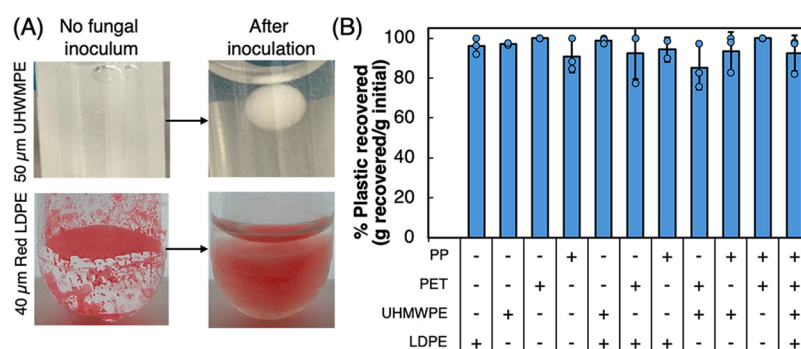 (A)
No fungal
inoculum
After
inoculation
50 µm UHWMPE
40 µm Red LDPE
(B)
% Plastic recovered
(g recovered/g initial)
100
80
60
40
20
0
PP - - - + - - + - + + +
PET - - + - - + - + - + +
UHMWPE - + - - + - - + + - +
LDPE + - - - + + + - - - +